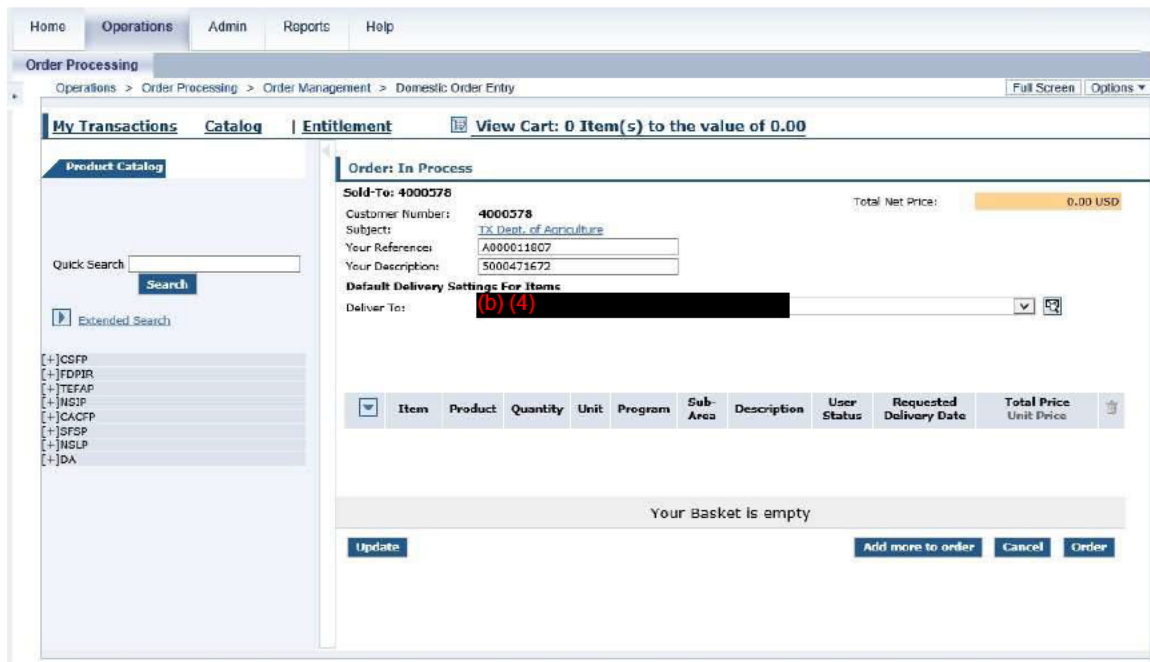 Home Operations Admin Reports Help
Order Processing
Operations > Order Processing > Order Management > Domestic Order Entry Full Screen Options
My Transactions Catalog | Entitlement View Cart: 0 Item(s) to the value of 0.00
Product Catalog
Quick Search
Search
Extended Search
[+]CSFP
[+]FDPIR
[+]TEFAP
[+]NSIP
[+]CACFP
[+]SFSP
[+]NSLP
[+]DA
Order: In Process
Sold-To: 4000578
Total Net Price: 0.00 USD
Customer Number: 4000578
Subject: TX Dept. of Agriculture
Your Reference: A000011807
Your Description: 5000471672
Default Delivery Settings For Items
Deliver To: (b) (4)
Item Product Quantity Unit Program Sub-Area Description User Status Requested Delivery Date Total Price Unit Price
Your Basket is empty
Update Add more to order Cancel Order